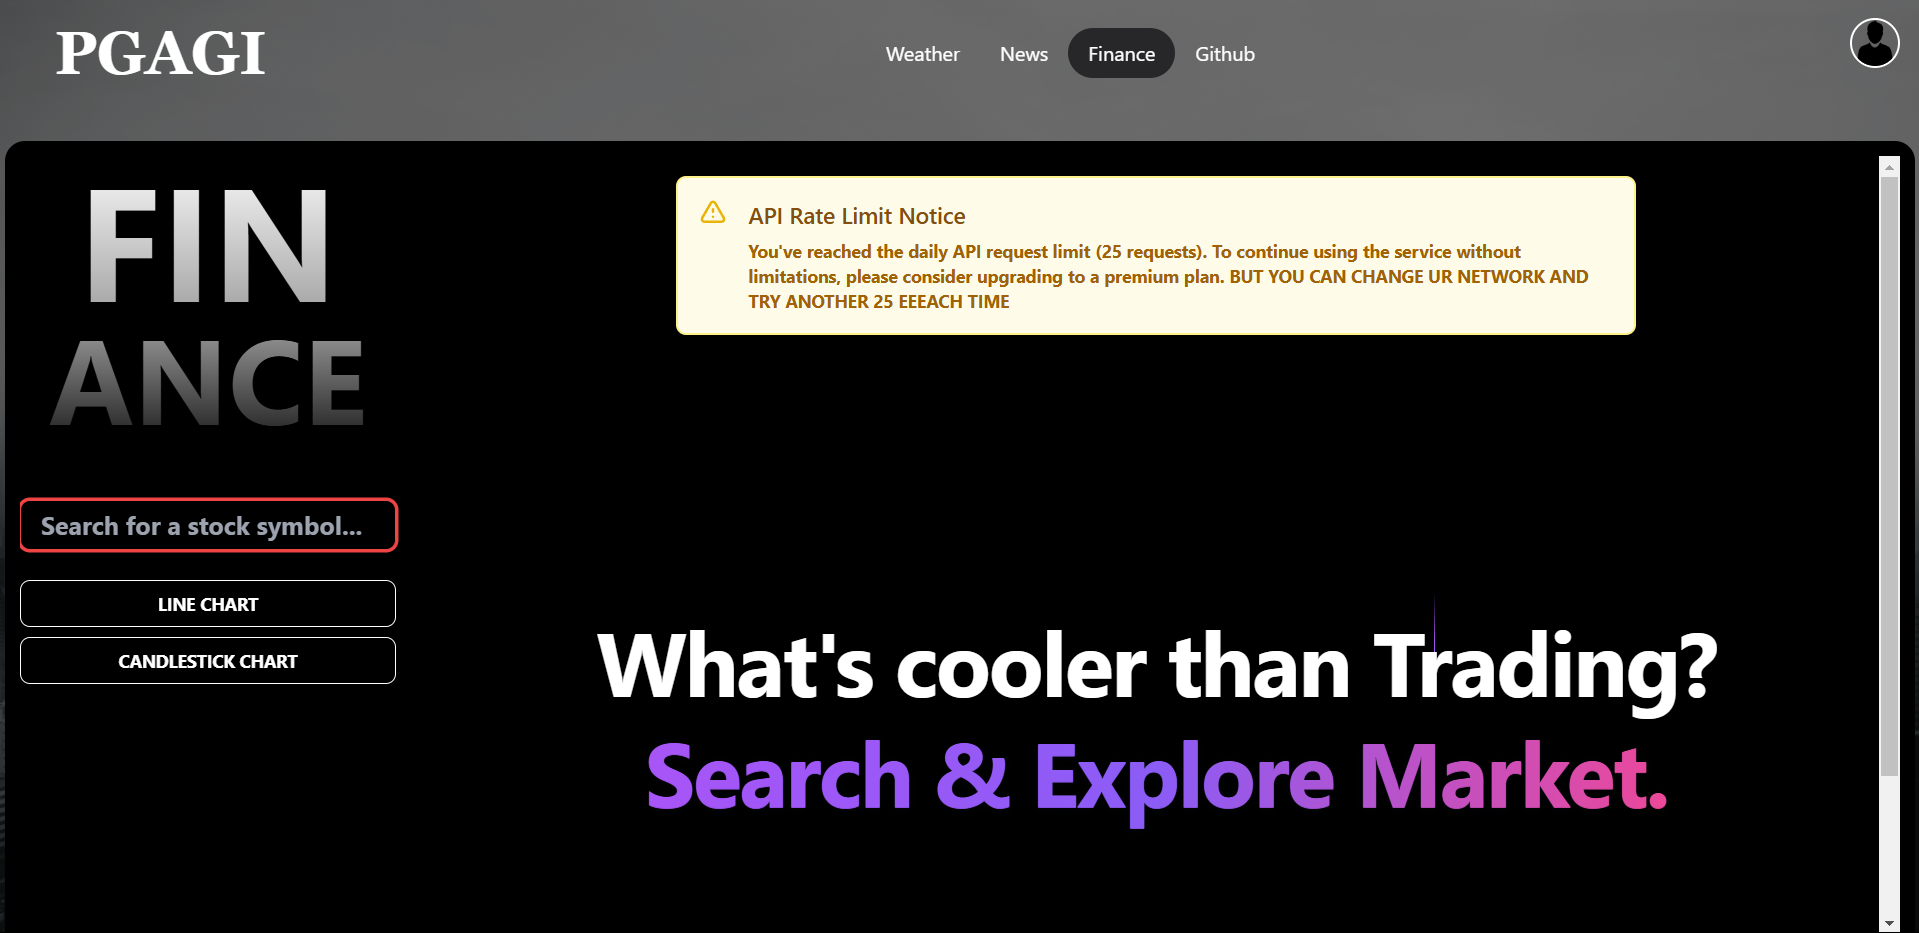 PGAGI
Weather
News
Finance
Github
FIN
ANCE
Search for a stock symbol...
LINE CHART
CANDLESTICK CHART
API Rate Limit Notice
You've reached the daily API request limit (25 requests). To continue using the service without
limitations, please consider upgrading to a premium plan. BUT YOU CAN CHANGE UR NETWORK AND
TRY ANOTHER 25 EEEACH TIME
What's cooler than Trading?
Search & Explore Market.